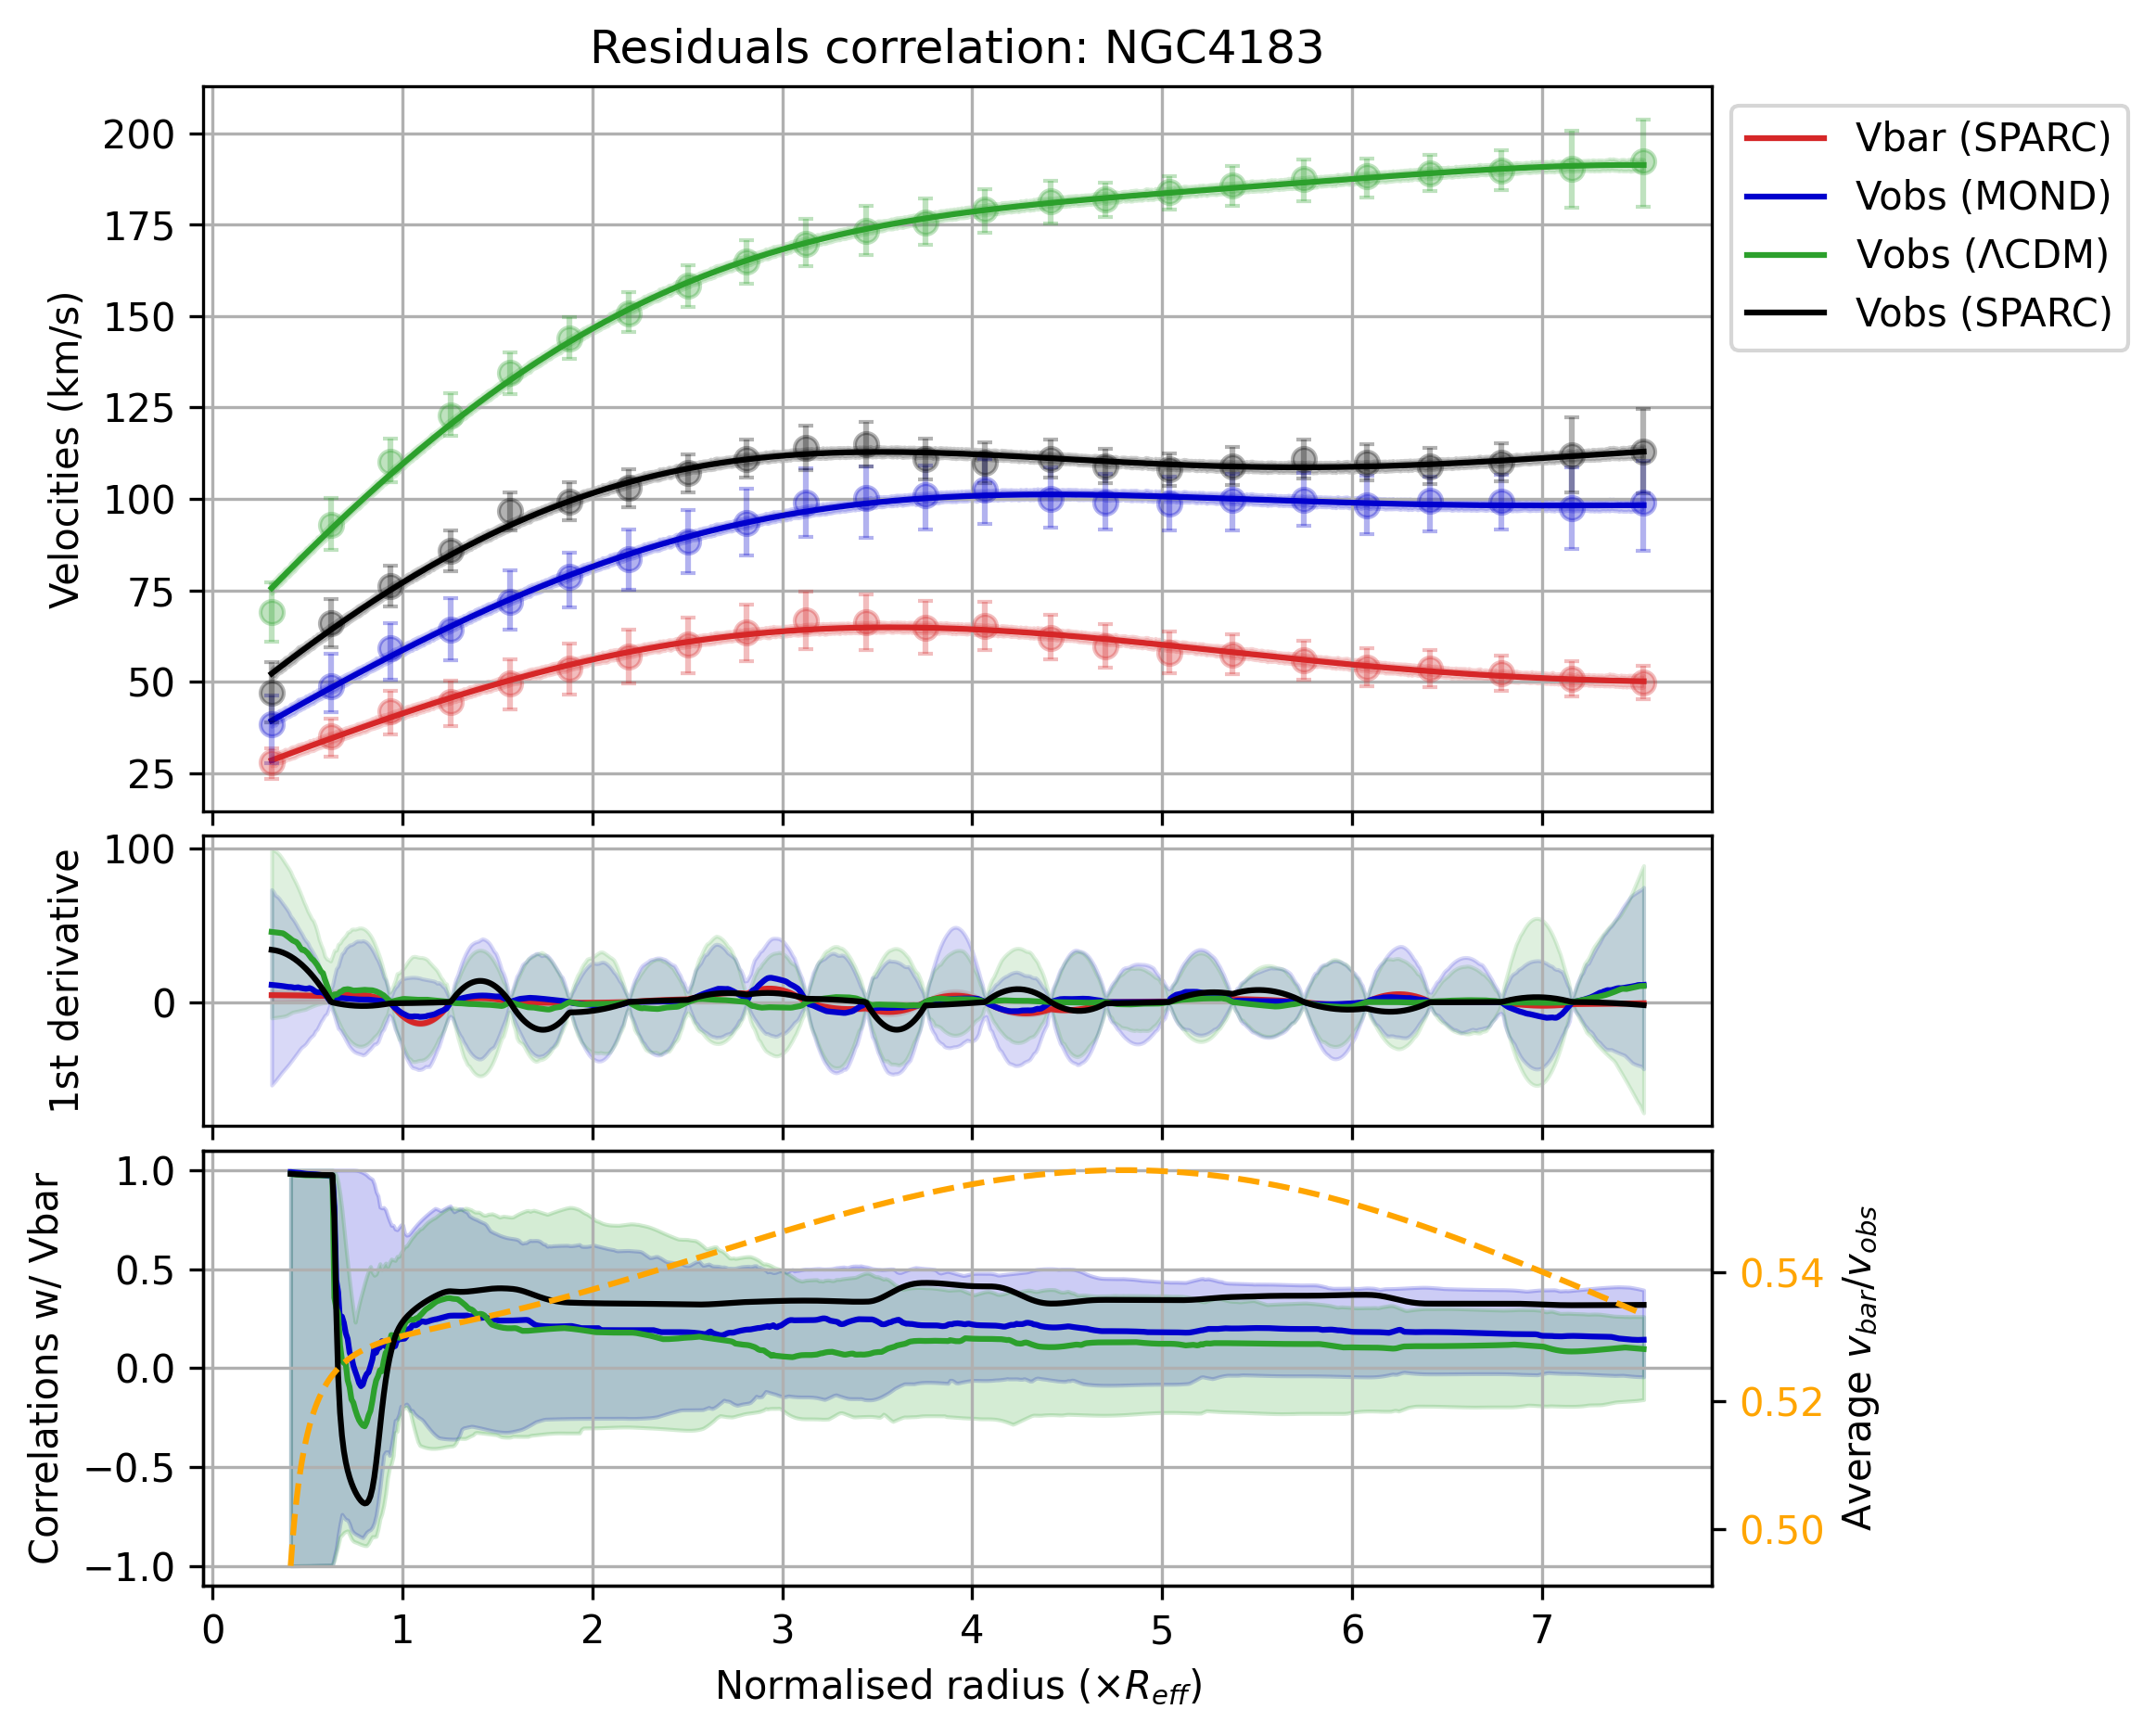 Residuals correlation: NGC4183
200
175
150
125
100
75
50
25
Velocities (km/s)
Vbar (SPARC)
Vobs (MOND)
Vobs (ΛCDM)
Vobs (SPARC)
100
0
1st derivative
1.0
0.5
0.0
−0.5
−1.0
Correlations w/ Vbar
0.54
0.52
0.50
Average v_bar/v_obs
0 1 2 3 4 5 6 7
Normalised radius (×R_eff)